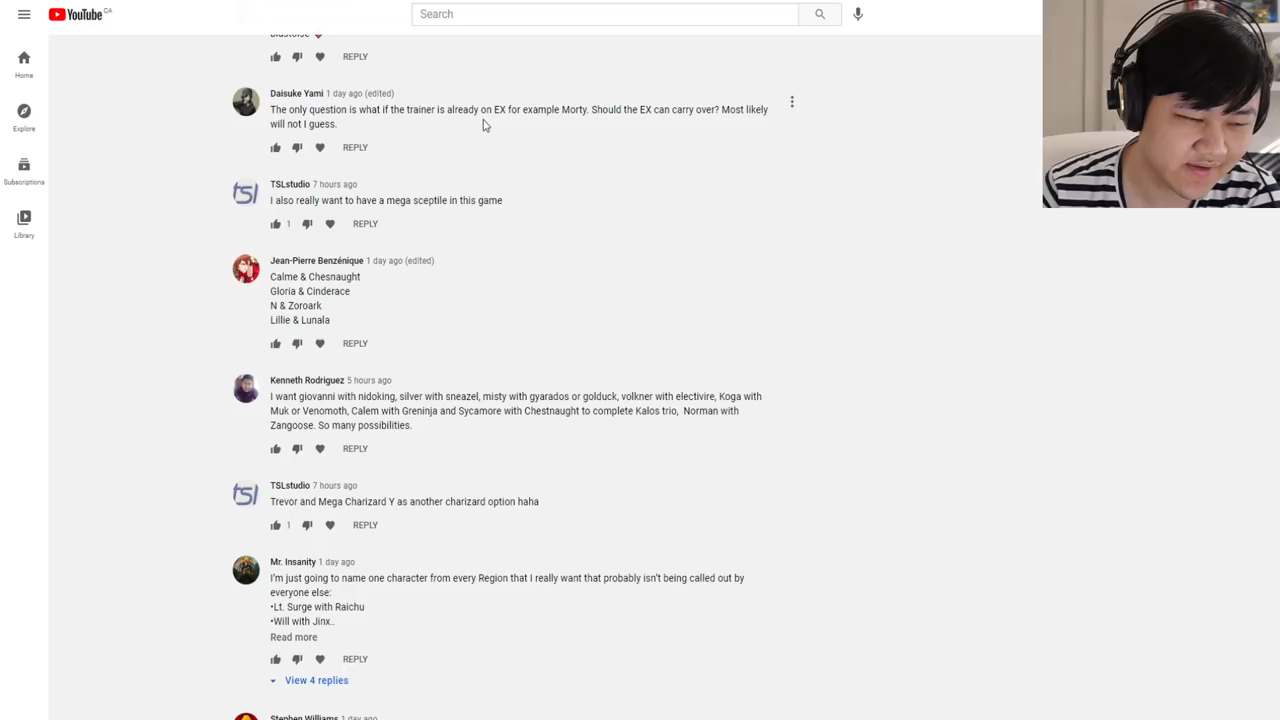 YouTube CA
Search
Home
Explore
Subscriptions
Library
REPLY
Daisuke Yami 1 day ago (edited)
The only question is what if the trainer is already on EX for example Morty. Should the EX can carry over? Most likely
will not I guess.
REPLY
TSLstudio 7 hours ago
I also really want to have a mega sceptile in this game
1 REPLY
Jean-Pierre Benzénique 1 day ago (edited)
Calme & Chesnaught
Gloria & Cinderace
N & Zoroark
Lillie & Lunala
REPLY
Kenneth Rodriguez 5 hours ago
I want giovanni with nidoking, silver with sneazel, misty with gyarados or golduck, volkner with electivire, Koga with
Muk or Venomoth, Calem with Greninja and Sycamore with Chestnaught to complete Kalos trio, Norman with
Zangoose. So many possibilities.
REPLY
TSLstudio 7 hours ago
Trevor and Mega Charizard Y as another charizard option haha
1 REPLY
Mr. Insanity 1 day ago
I'm just going to name one character from every Region that I really want that probably isn't being called out by
everyone else:
•Lt. Surge with Raichu
•Will with Jinx..
Read more
REPLY
View 4 replies
Stephen Williams 1 day ago